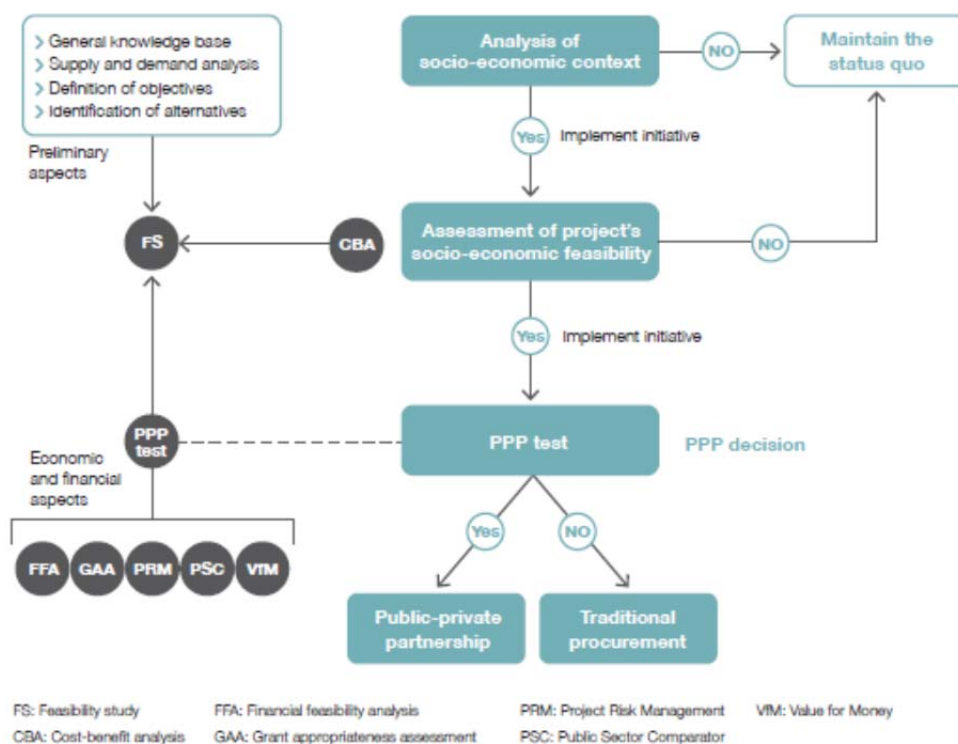 > General knowledge base
> Supply and demand analysis
> Definition of objectives
> Identification of alternatives
Preliminary
aspects
Analysis of
socio-economic context
NO
Maintain the
status quo
Yes
Implement initiative
FS
CBA
Assessment of project's
socio-economic feasibility
NO
Yes
Implement initiative
PPP
test
PPP test
PPP decision
Economic
and financial
aspects
Yes
NO
FFA
GAA
PRM
PSC
VfM
Public-private
partnership
Traditional
procurement
FS: Feasibility study
FFA: Financial feasibility analysis
PRM: Project Risk Management
VfM: Value for Money
CBA: Cost-benefit analysis
GAA: Grant appropriateness assessment
PSC: Public Sector Comparator